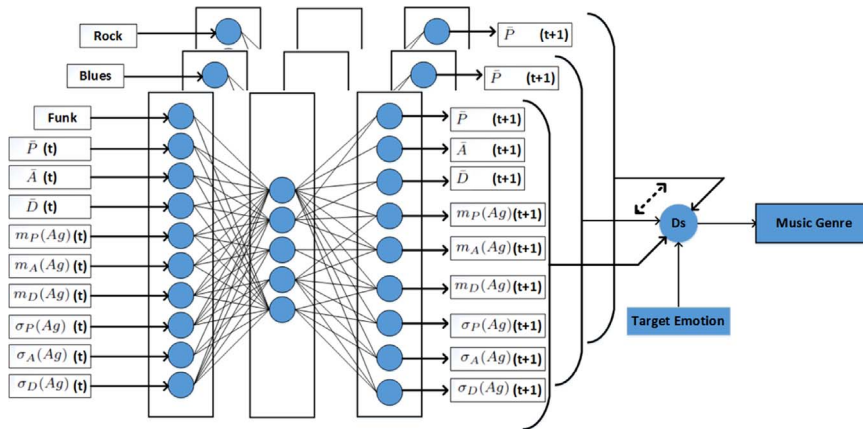 Rock
P̄ (t+1)
Blues
P̄ (t+1)
Funk
P̄ (t+1)
P̄ (t)
Ā (t+1)
Ā (t)
D̄ (t+1)
D̄ (t)
m_P(Ag)(t+1)
m_P(Ag)(t)
m_A(Ag)(t+1)
m_A(Ag)(t)
m_D(Ag)(t+1)
m_D(Ag)(t)
σ_P(Ag)(t+1)
σ_P(Ag) (t)
σ_A(Ag)(t+1)
σ_A(Ag) (t)
σ_D(Ag)(t+1)
σ_D(Ag) (t)
Ds
Music Genre
Target Emotion